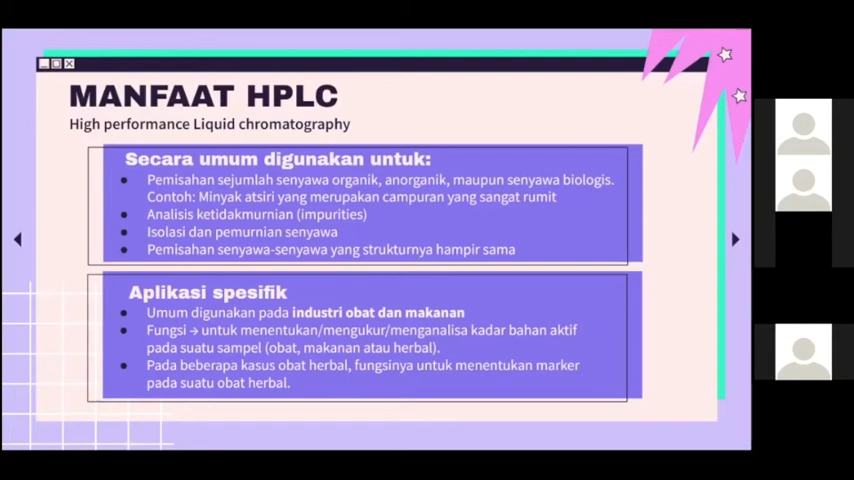 MANFAAT HPLC
High performance Liquid chromatography
Secara umum digunakan untuk:
● Pemisahan sejumlah senyawa organik, anorganik, maupun senyawa biologis.
Contoh: Minyak atsiri yang merupakan campuran yang sangat rumit
● Analisis ketidakmurnian (impurities)
● Isolasi dan pemurnian senyawa
● Pemisahan senyawa-senyawa yang strukturnya hampir sama
Aplikasi spesifik
● Umum digunakan pada industri obat dan makanan
● Fungsi → untuk menentukan/mengukur/menganalisa kadar bahan aktif
pada suatu sampel (obat, makanan atau herbal).
● Pada beberapa kasus obat herbal, fungsinya untuk menentukan marker
pada suatu obat herbal.